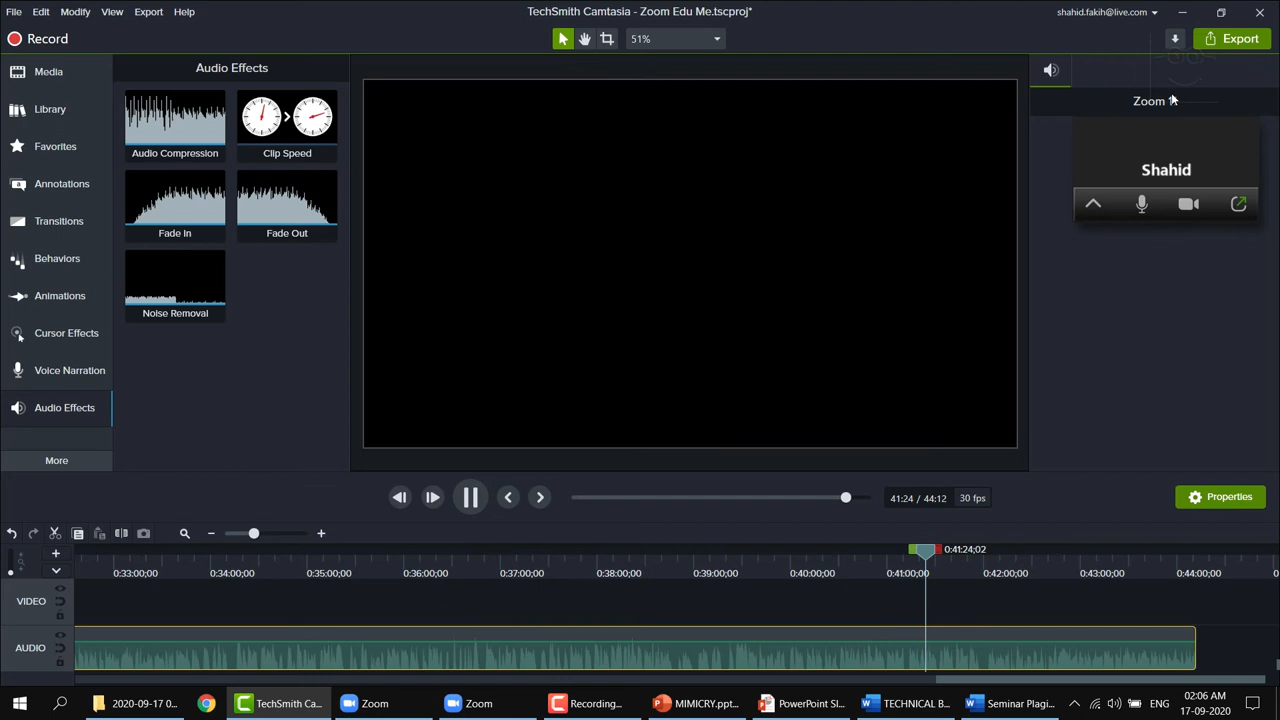 File Edit Modify View Export Help
TechSmith Camtasia - Zoom Edu Me.tscproj*
shahid.fakih@live.com
Record
51%
Export
Media
Library
Favorites
Annotations
Transitions
Behaviors
Animations
Cursor Effects
Voice Narration
Audio Effects
More
Audio Effects
Audio Compression
Clip Speed
Fade In
Fade Out
Noise Removal
Zoom
Shahid
41:24 / 44:12 30 fps
Properties
0:41:24;02
0:33:00;00 0:34:00;00 0:35:00;00 0:36:00;00 0:37:00;00 0:38:00;00 0:39:00;00 0:40:00;00 0:41:00;00 0:42:00;00 0:43:00;00 0:44:00;00
VIDEO
AUDIO
2020-09-17 0...
TechSmith Ca...
Zoom
Zoom
Recording...
MIMICRY.ppt...
PowerPoint Sl...
TECHNICAL B...
Seminar Plagi...
ENG
02:06 AM
17-09-2020